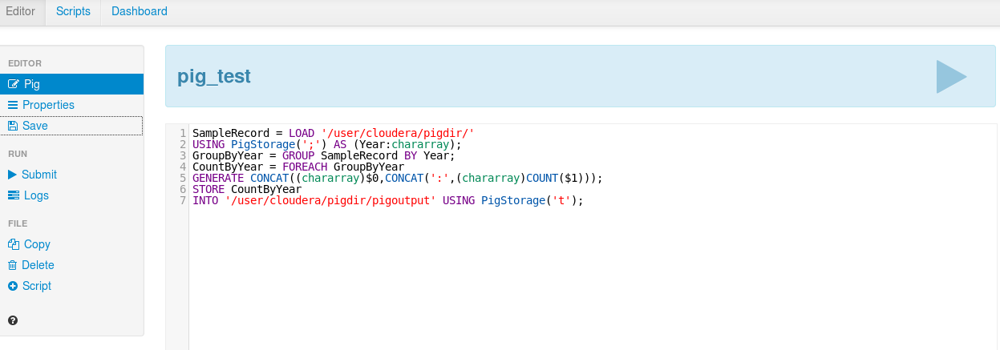 Editor Scripts Dashboard
EDITOR
Pig
Properties
Save
RUN
Submit
Logs
FILE
Copy
Delete
Script
pig_test
1 SampleRecord = LOAD '/user/cloudera/pigdir/'
2 USING PigStorage(';') AS (Year:chararray);
3 GroupByYear = GROUP SampleRecord BY Year;
4 CountByYear = FOREACH GroupByYear
5 GENERATE CONCAT((chararray)$0,CONCAT(':',(chararray)COUNT($1)));
6 STORE CountByYear
7 INTO '/user/cloudera/pigdir/pigoutput' USING PigStorage('t');